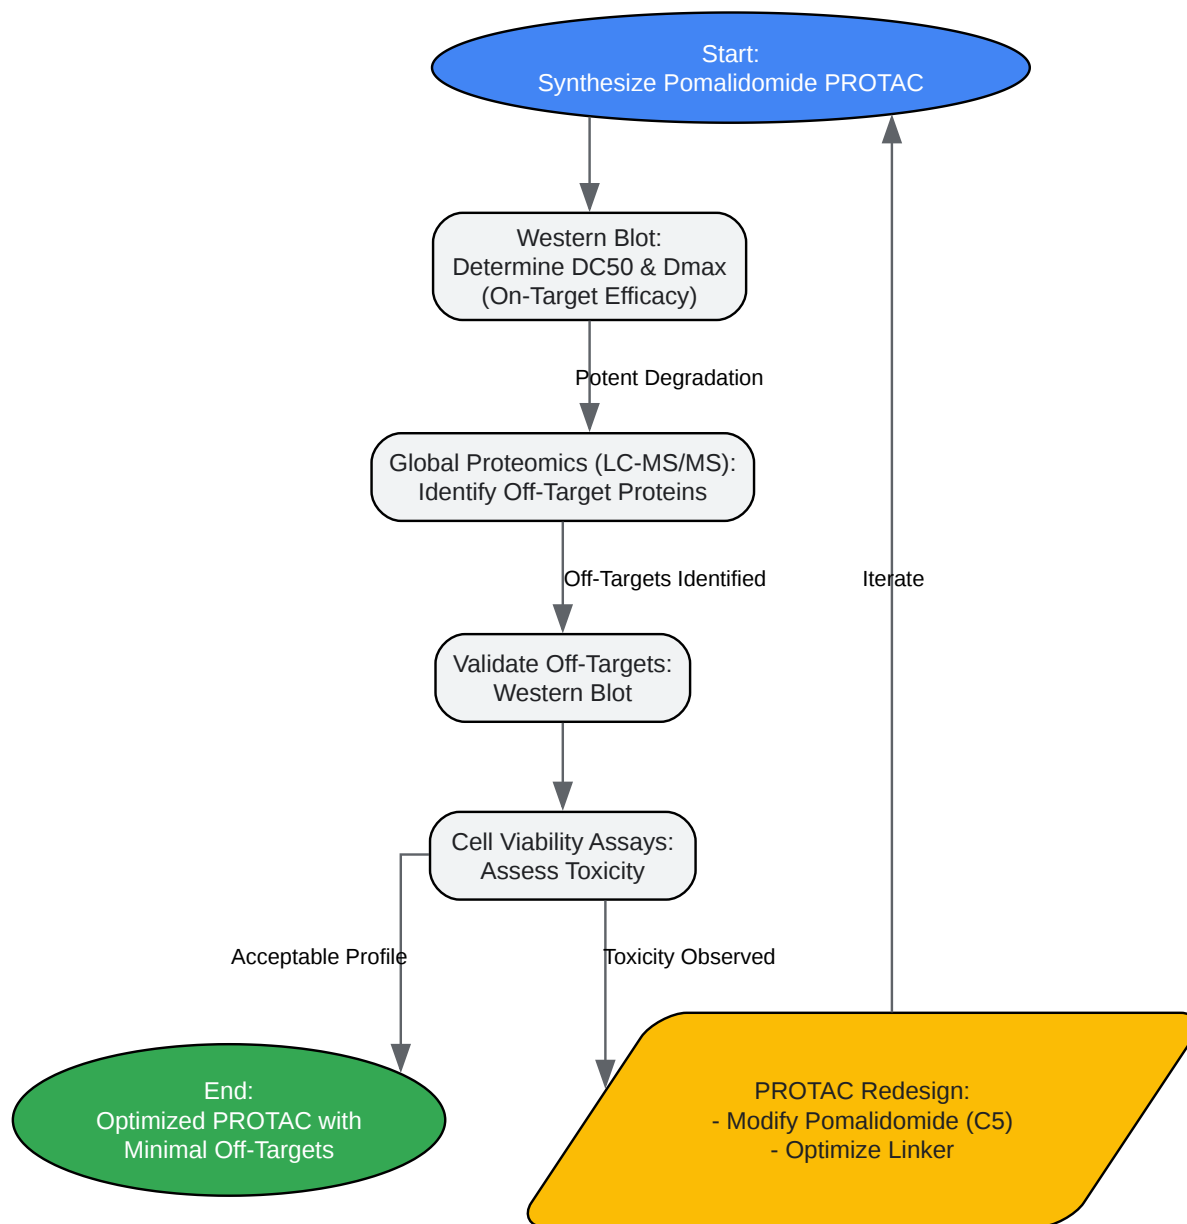 Start:
Synthesize Pomalidomide PROTAC
Western Blot:
Determine DC50 & Dmax
(On-Target Efficacy)
Potent Degradation
Global Proteomics (LC-MS/MS):
Identify Off-Target Proteins
Off-Targets Identified
Iterate
Validate Off-Targets:
Western Blot
Cell Viability Assays:
Assess Toxicity
Acceptable Profile
Toxicity Observed
End:
Optimized PROTAC with
Minimal Off-Targets
PROTAC Redesign:
- Modify Pomalidomide (C5)
- Optimize Linker